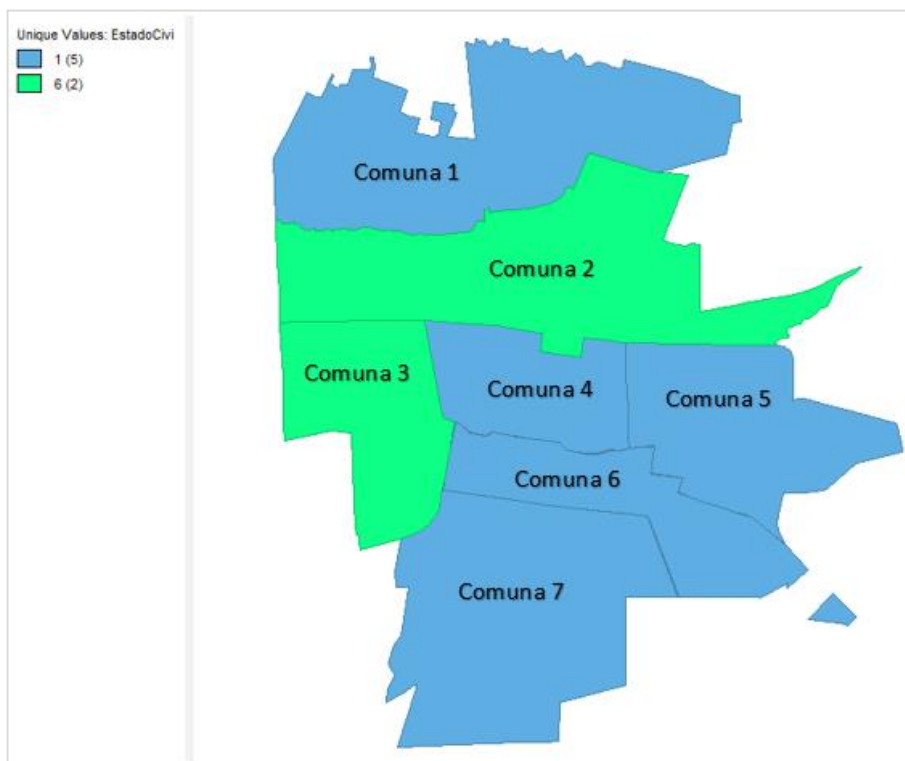 Unique Values: EstadoCivi
1 (5)
6 (2)
Comuna 1
Comuna 2
Comuna 3
Comuna 4
Comuna 5
Comuna 6
Comuna 7